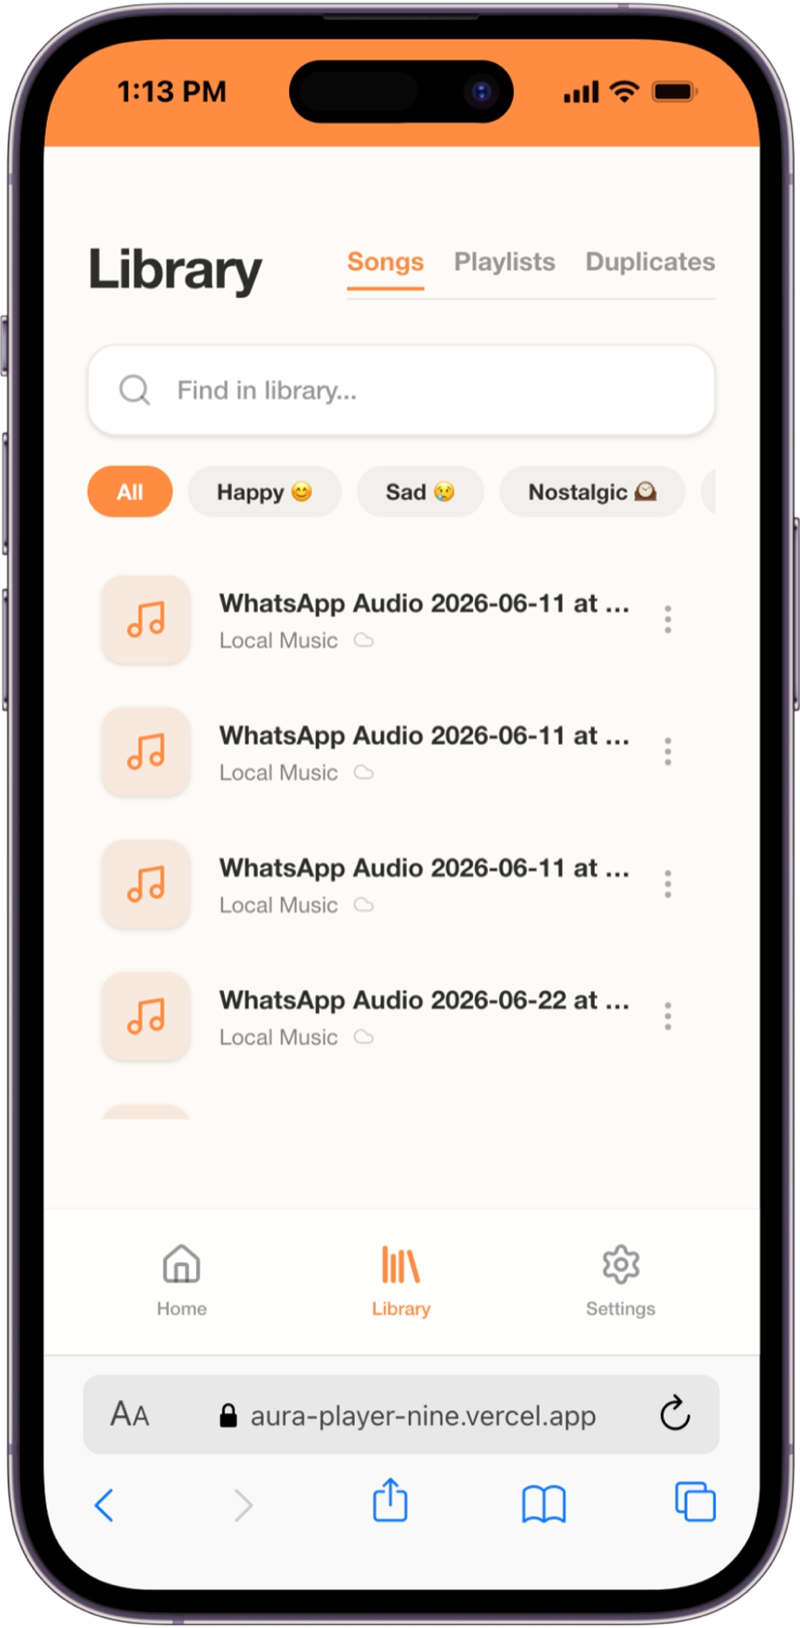 1:13 PM
Library
Songs Playlists Duplicates
Find in library...
All Happy 😊 Sad 😢 Nostalgic 🕰️
WhatsApp Audio 2026-06-11 at ...
Local Music
WhatsApp Audio 2026-06-11 at ...
Local Music
WhatsApp Audio 2026-06-11 at ...
Local Music
WhatsApp Audio 2026-06-22 at ...
Local Music
Home Library Settings
AA aura-player-nine.vercel.app